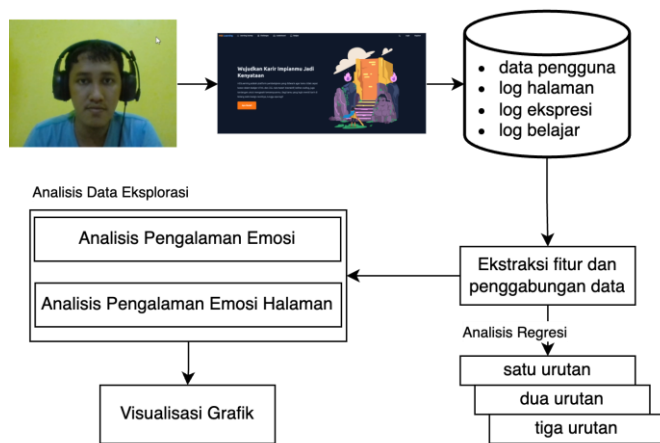 Wujudkan Karir Impianmu Jadi
Kenyataan
data pengguna
log halaman
log ekspresi
log belajar
Analisis Data Eksplorasi
Analisis Pengalaman Emosi
Analisis Pengalaman Emosi Halaman
Ekstraksi fitur dan
penggabungan data
Analisis Regresi
satu urutan
dua urutan
tiga urutan
Visualisasi Grafik